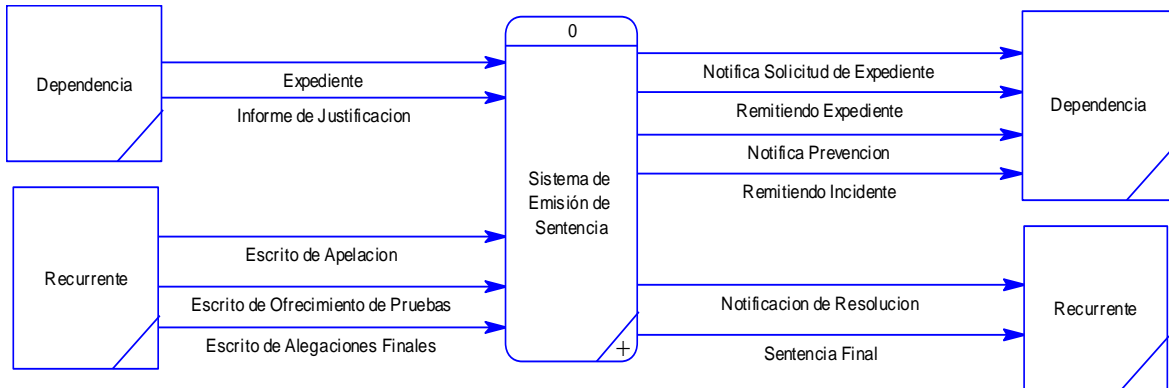 Dependencia
Expediente
Informe de Justificacion
Recurrente
Escrito de Apelacion
Escrito de Ofrecimiento de Pruebas
Escrito de Alegaciones Finales
0
Sistema de
Emisión de
Sentencia
+
Notifica Solicitud de Expediente
Remitiendo Expediente
Notifica Prevencion
Remitiendo Incidente
Dependencia
Notificacion de Resolucion
Sentencia Final
Recurrente